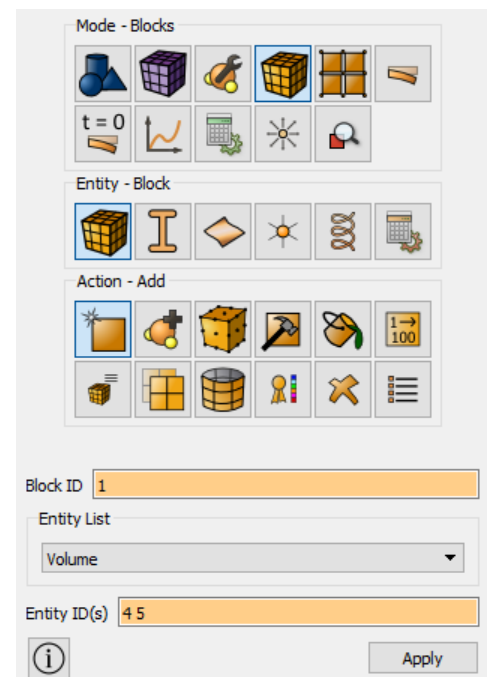 Mode - Blocks
t = 0
Entity - Block
Action - Add
1→
100
Block ID 1
Entity List
Volume
Entity ID(s) 4 5
i Apply